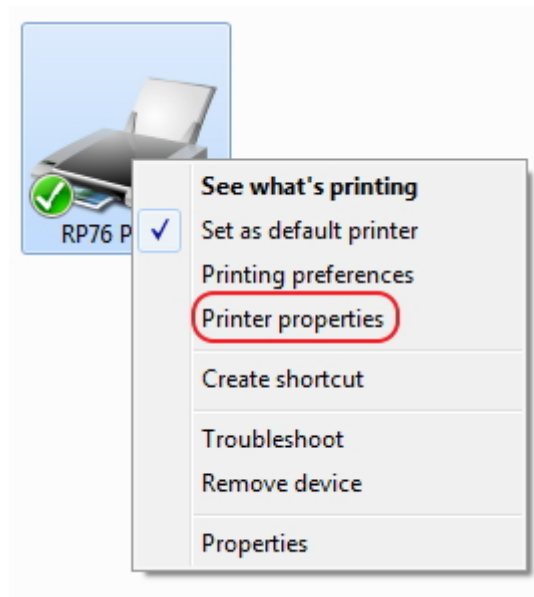 RP76 P
See what's printing
Set as default printer
Printing preferences
Printer properties
Create shortcut
Troubleshoot
Remove device
Properties